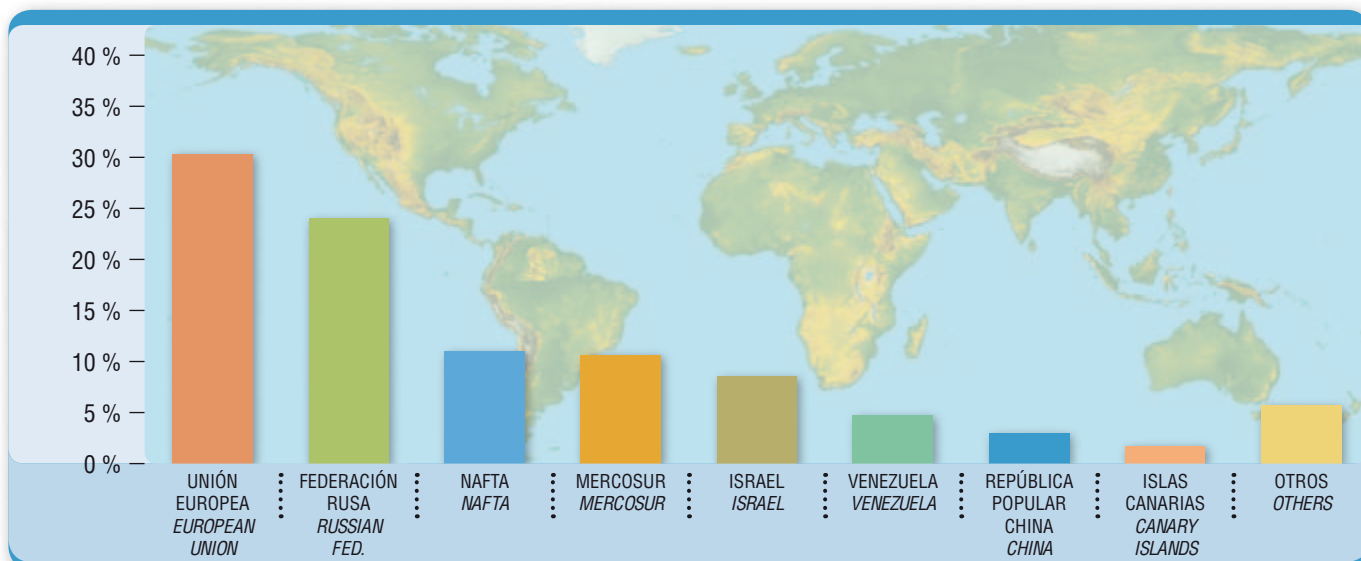 40 %
35 %
30 %
25 %
20 %
15 %
10 %
5 %
0 %
UNIÓN
EUROPEA
EUROPEAN
UNION
FEDERACIÓN
RUSA
RUSSIAN
FED.
NAFTA
NAFTA
MERCOSUR
MERCOSUR
ISRAEL
ISRAEL
VENEZUELA
VENEZUELA
REPÚBLICA
POPULAR
CHINA
CHINA
ISLAS
CANARIAS
CANARY
ISLANDS
OTROS
OTHERS